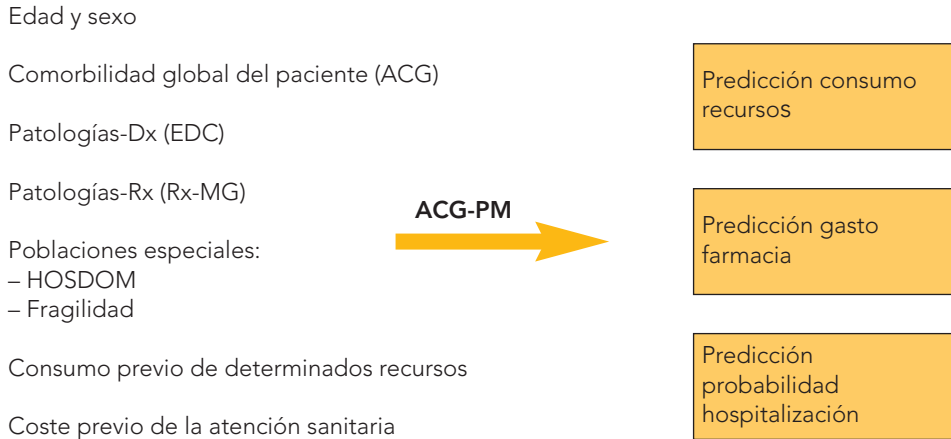 Edad y sexo
Comorbilidad global del paciente (ACG)
Patologías-Dx (EDC)
Patologías-Rx (Rx-MG)
Poblaciones especiales:
– HOSDOM
– Fragilidad
Consumo previo de determinados recursos
Coste previo de la atención sanitaria
ACG-PM
Predicción consumo
recursos
Predicción gasto
farmacia
Predicción
probabilidad
hospitalización